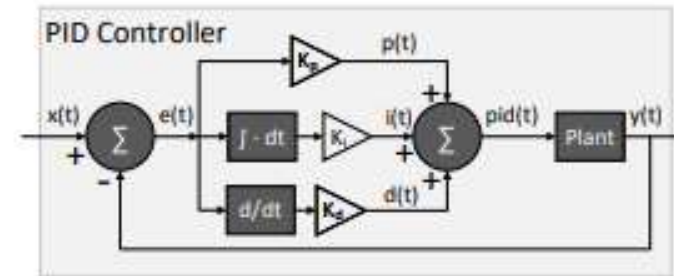 PID Controller
x(t)
+
-
Σ
e(t)
Kp
p(t)
∫ - dt
Ki
i(t)
d/dt
Kd
d(t)
+
+
+
Σ
pid(t)
Plant
y(t)